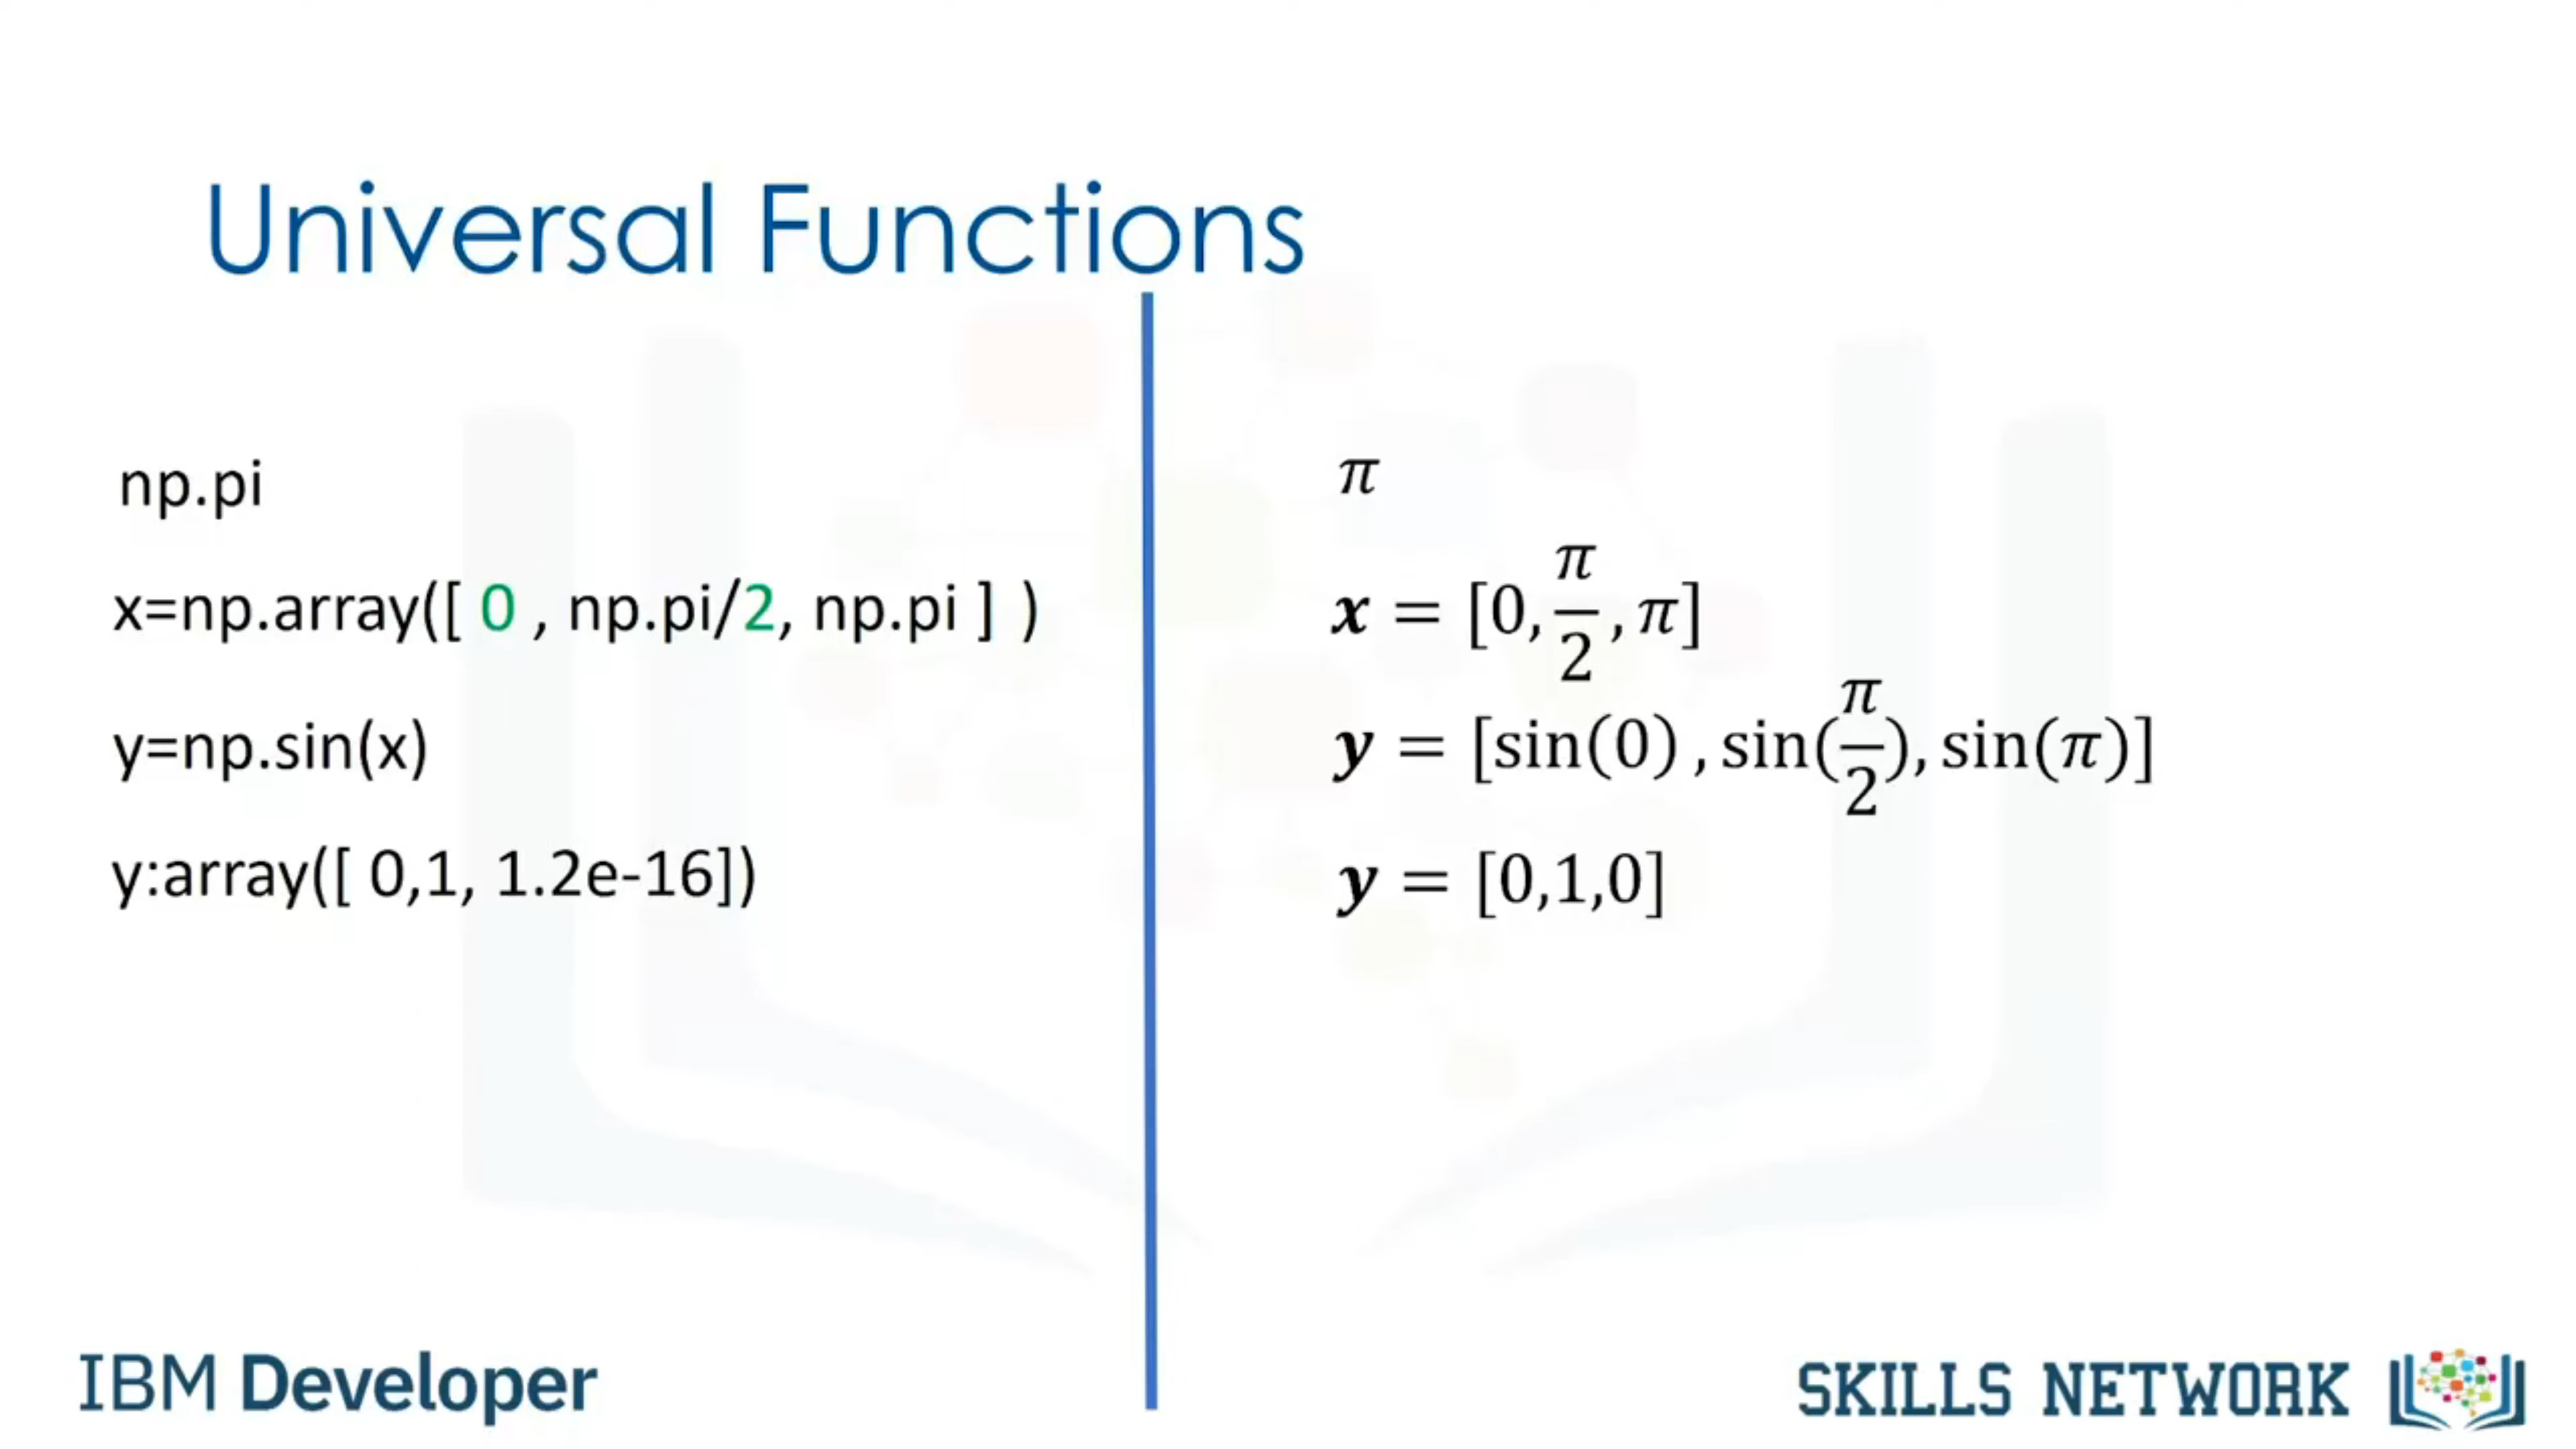 Universal Functions
np.pi
x=np.array([ 0 , np.pi/2, np.pi ] )
y=np.sin(x)
y:array([ 0,1, 1.2e-16])
π
x = [0, π/2 , π]
y = [sin(0) , sin(π/2), sin(π)]
y = [0,1,0]
IBM Developer
SKILLS NETWORK